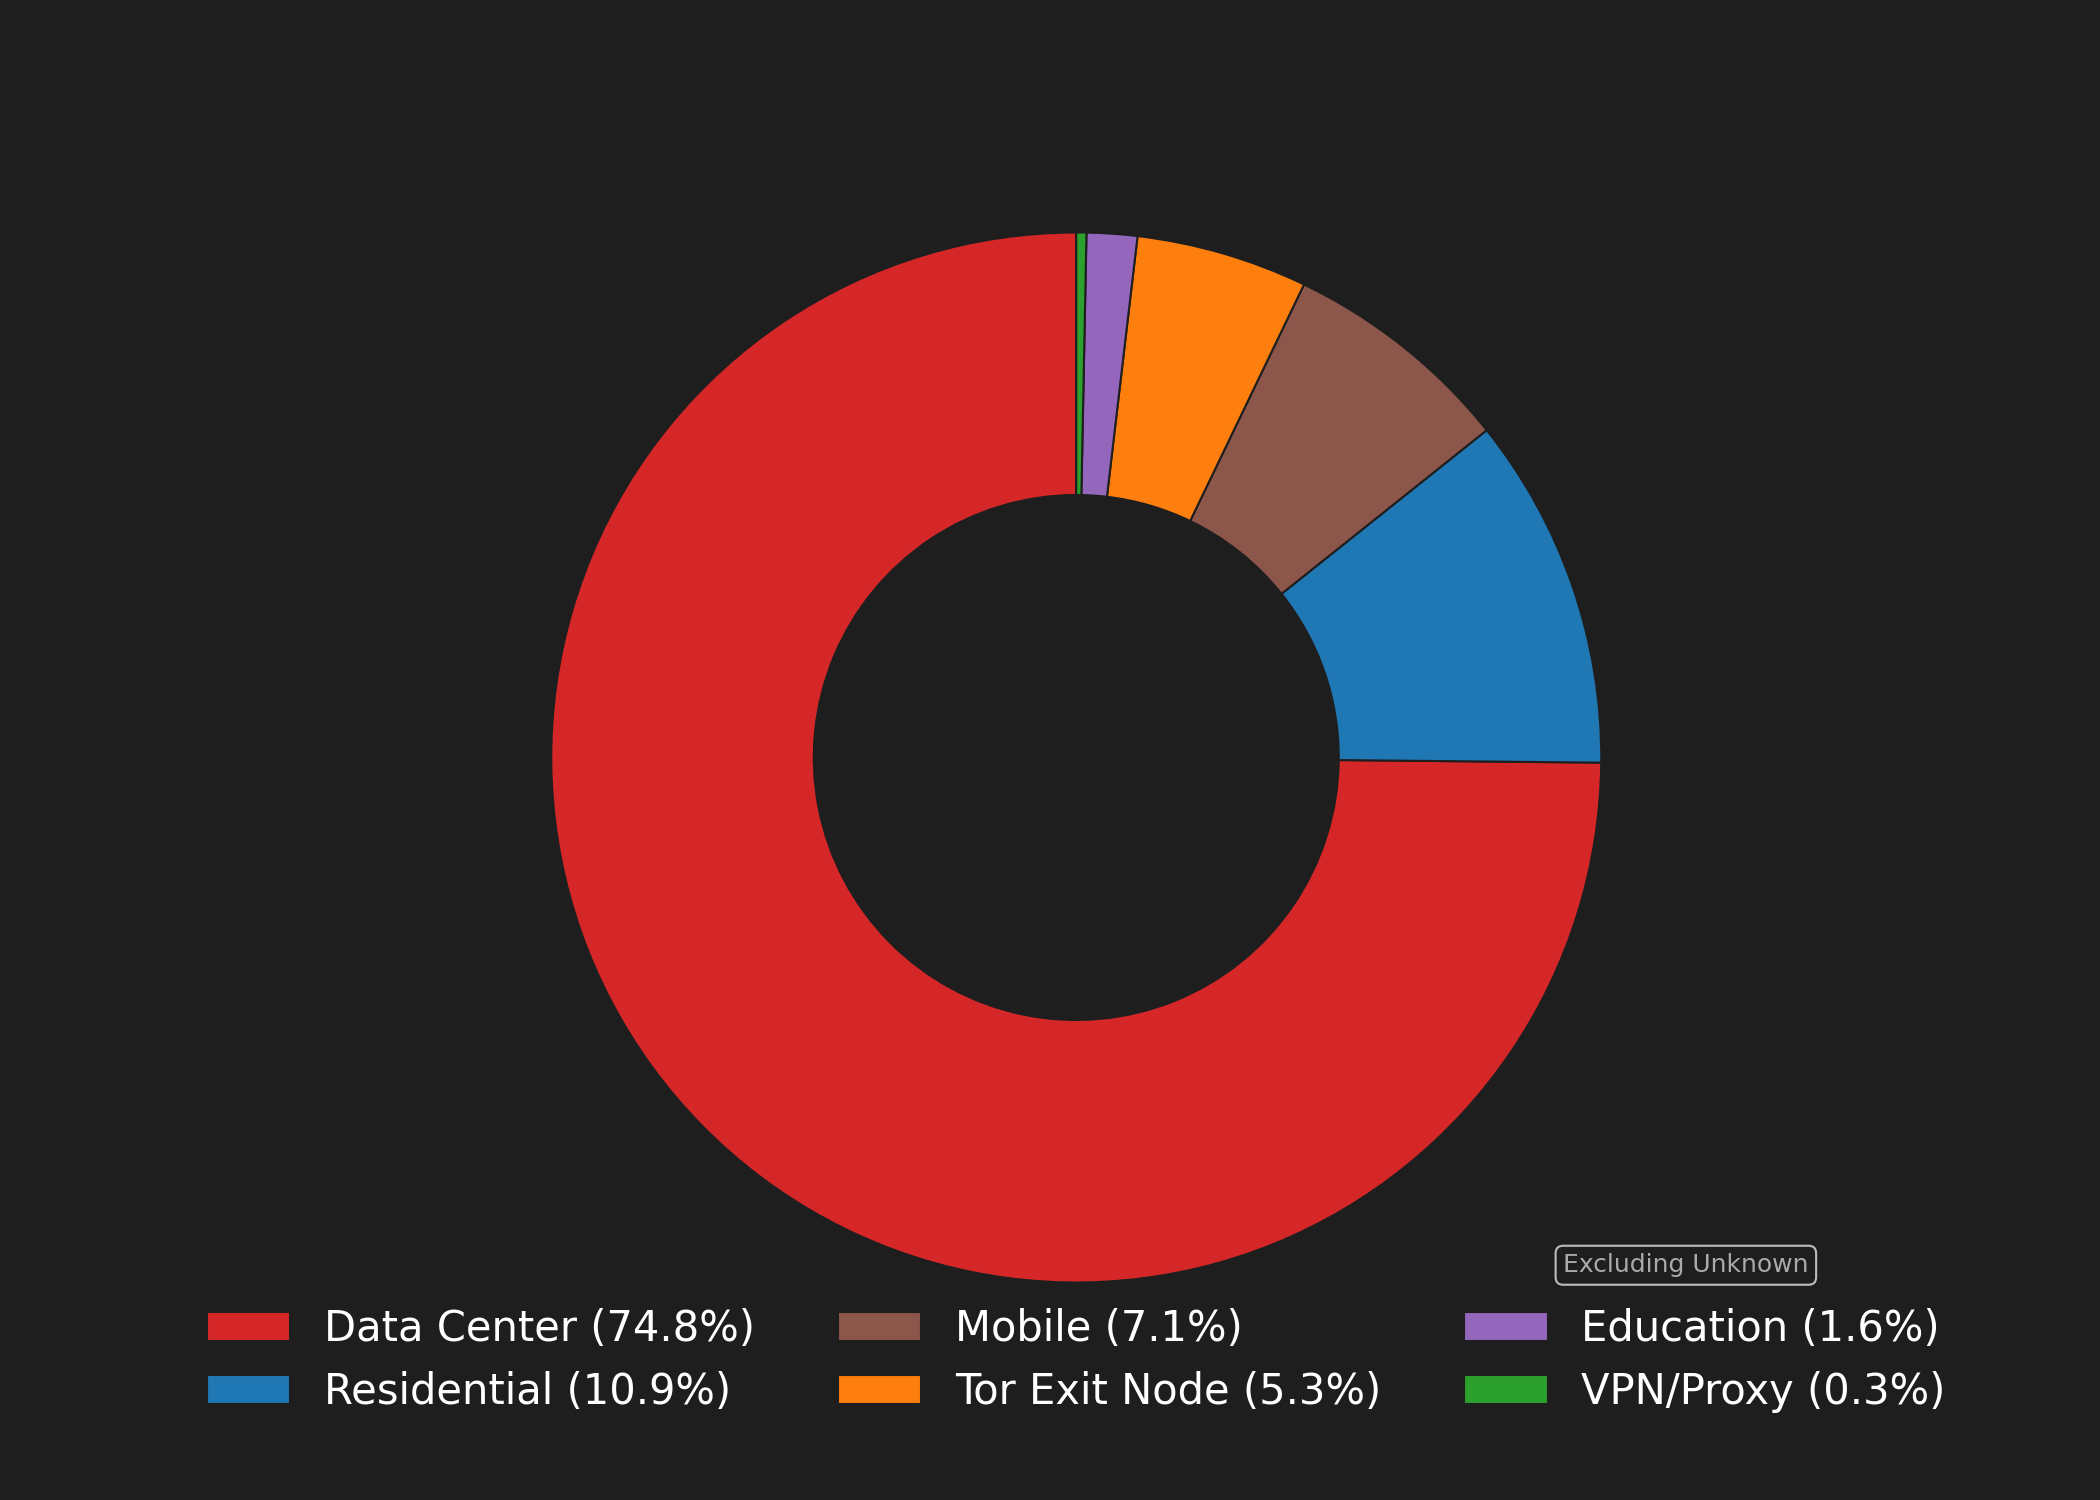 Excluding Unknown
Data Center (74.8%)
Residential (10.9%)
Mobile (7.1%)
Tor Exit Node (5.3%)
Education (1.6%)
VPN/Proxy (0.3%)